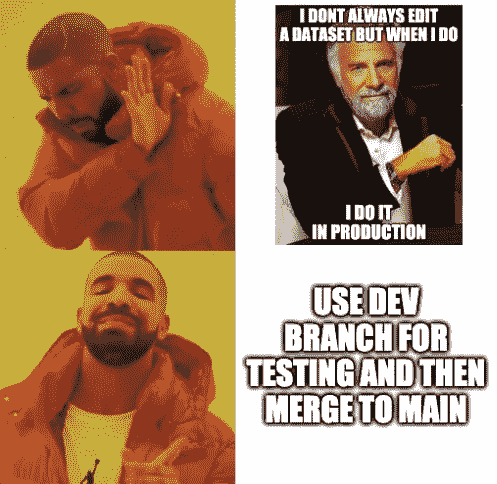 I DONT ALWAYS EDIT
A DATASET BUT WHEN I DO
I DO IT
IN PRODUCTION
USE DEV
BRANCH FOR
TESTING AND THEN
MERGE TO MAIN